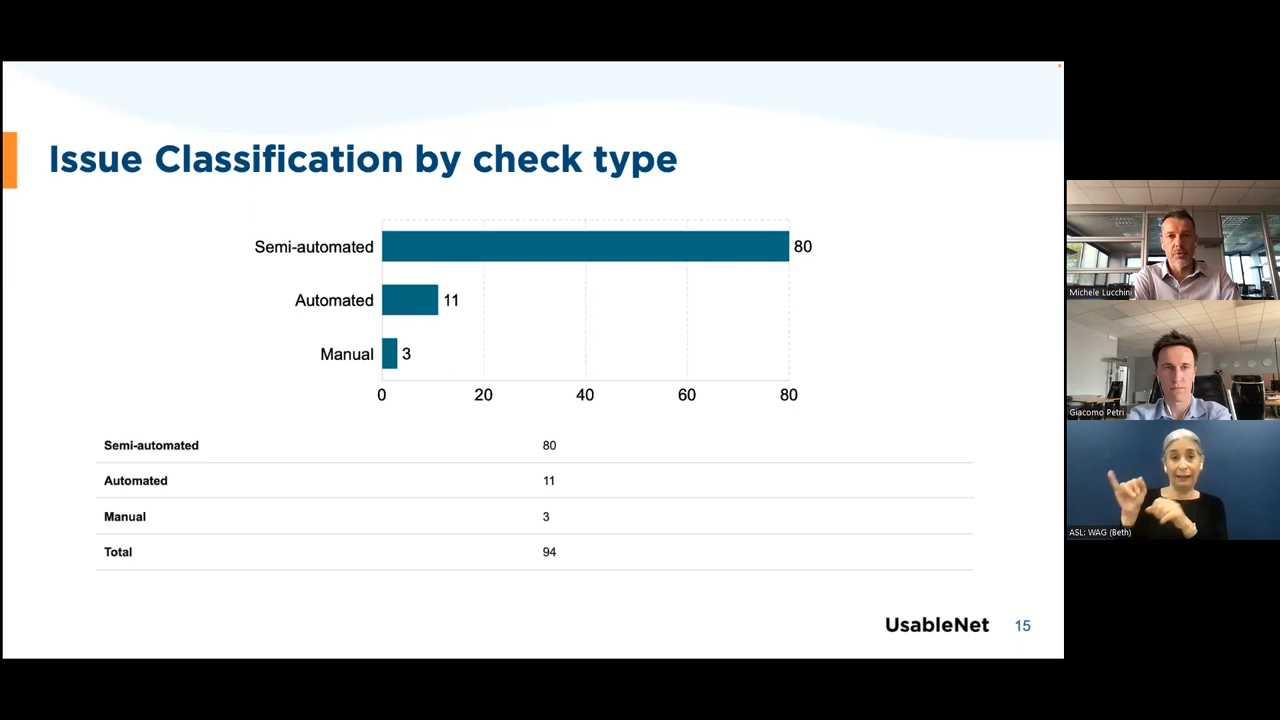 Issue Classification by check type
Semi-automated 80
Automated 11
Manual 3
0 20 40 60 80
Semi-automated 80
Automated 11
Manual 3
Total 94
UsableNet 15
Michele Lucchini
Giacomo Petri
ASL: WAG (Beth)